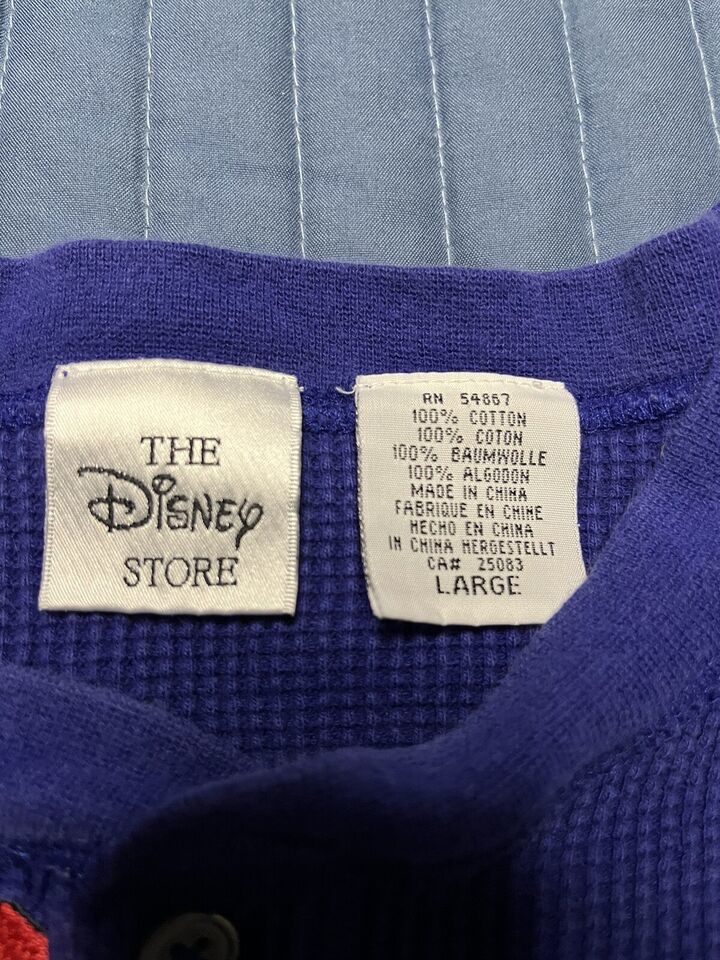 THE
DISNEY
STORE
RN 54867
100% COTTON
100% COTON
100% BAUMWOLLE
100% ALGODON
MADE IN CHINA
FABRIQUE EN CHINE
HECHO EN CHINA
IN CHINA HERGESTELLT
CA# 25083
LARGE